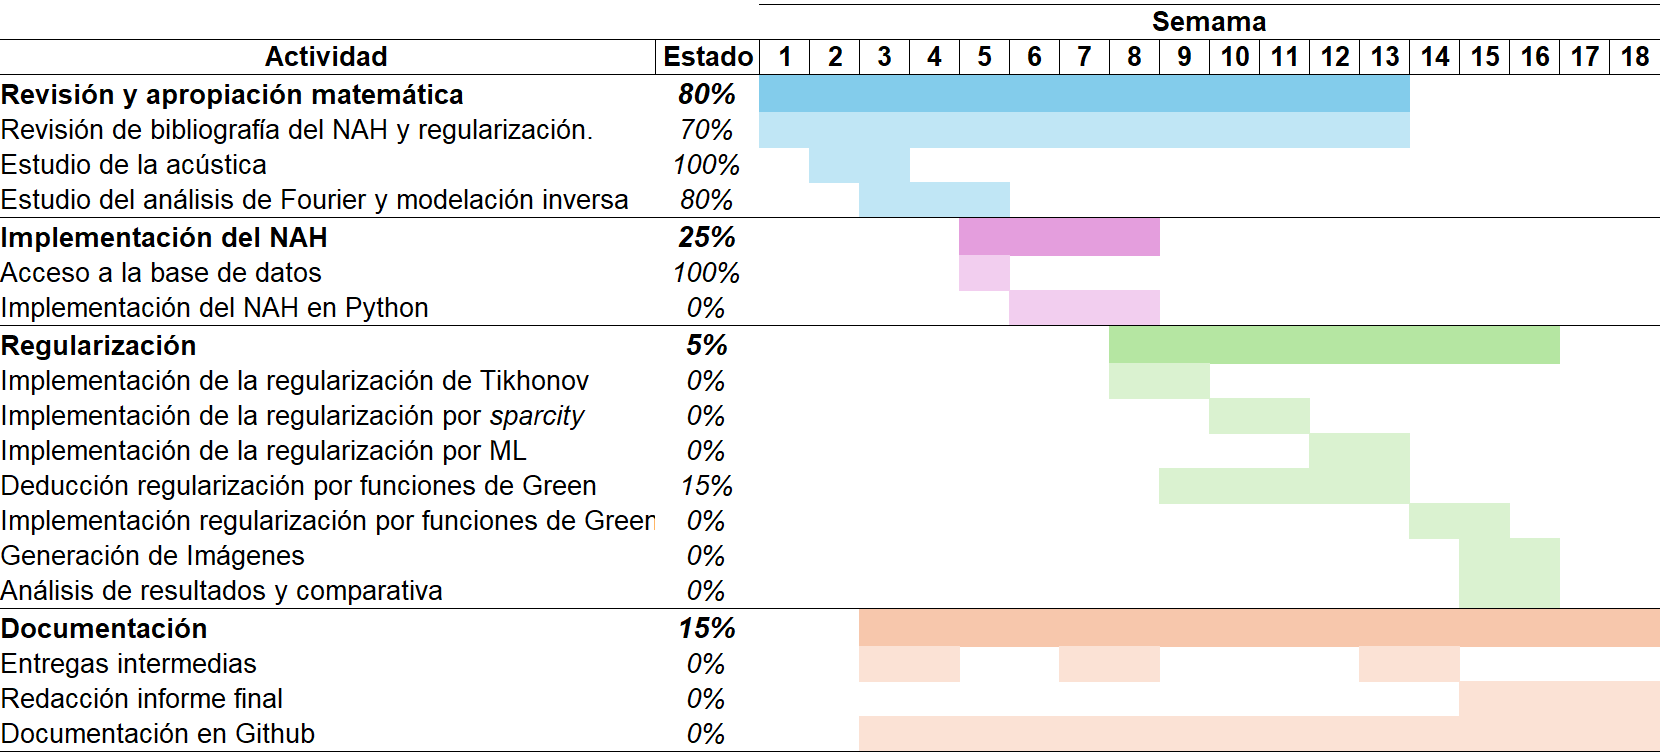 Semama
Actividad Estado 1 2 3 4 5 6 7 8 9 10 11 12 13 14 15 16 17 18
Revisión y apropiación matemática 80%
Revisión de bibliografía del NAH y regularización. 70%
Estudio de la acústica 100%
Estudio del análisis de Fourier y modelación inversa 80%
Implementación del NAH 25%
Acceso a la base de datos 100%
Implementación del NAH en Python 0%
Regularización 5%
Implementación de la regularización de Tikhonov 0%
Implementación de la regularización por sparcity 0%
Implementación de la regularización por ML 0%
Deducción regularización por funciones de Green 15%
Implementación regularización por funciones de Green 0%
Generación de Imágenes 0%
Análisis de resultados y comparativa 0%
Documentación 15%
Entregas intermedias 0%
Redacción informe final 0%
Documentación en Github 0%